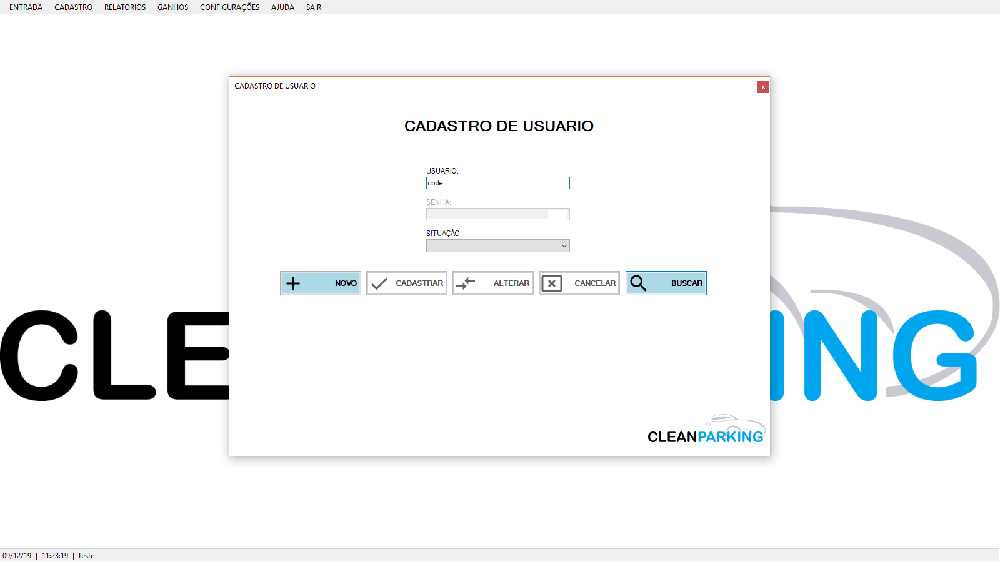 ENTRADA CADASTRO RELATORIOS GANHOS CONFIGURAÇÕES AJUDA SAIR
CADASTRO DE USUARIO
x
CADASTRO DE USUARIO
USUARIO:
code
SENHA:
SITUAÇÃO:
NOVO CADASTRAR ALTERAR CANCELAR BUSCAR
CLE ING
CLEANPARKING
09/12/19 | 11:23:19 | teste